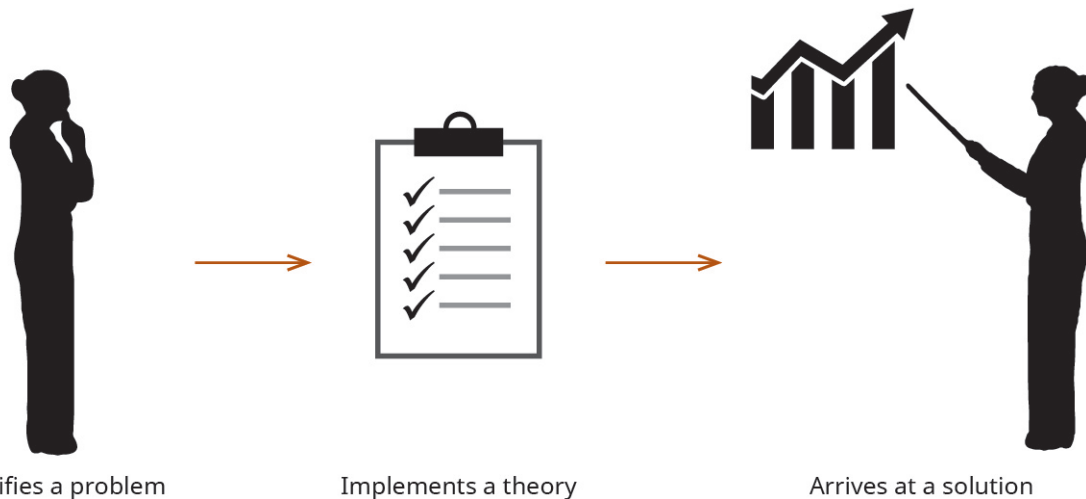 ifies a problem
Implements a theory
Arrives at a solution